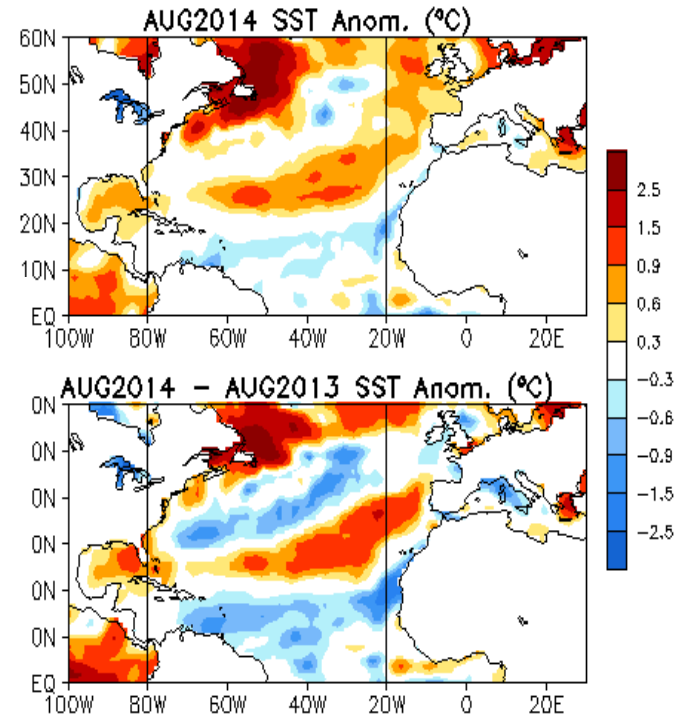 AUG2014 SST Anom. (ºC)
60N
50N
40N
30N
20N
10N
EQ
100W 80W 60W 40W 20W 0 20E
2.5
1.5
0.9
0.6
0.3
-0.3
-0.6
-0.9
-1.5
-2.5
AUG2014 - AUG2013 SST Anom. (ºC)
0N
0N
0N
0N
0N
0N
EQ
100W 80W 60W 40W 20W 0 20E